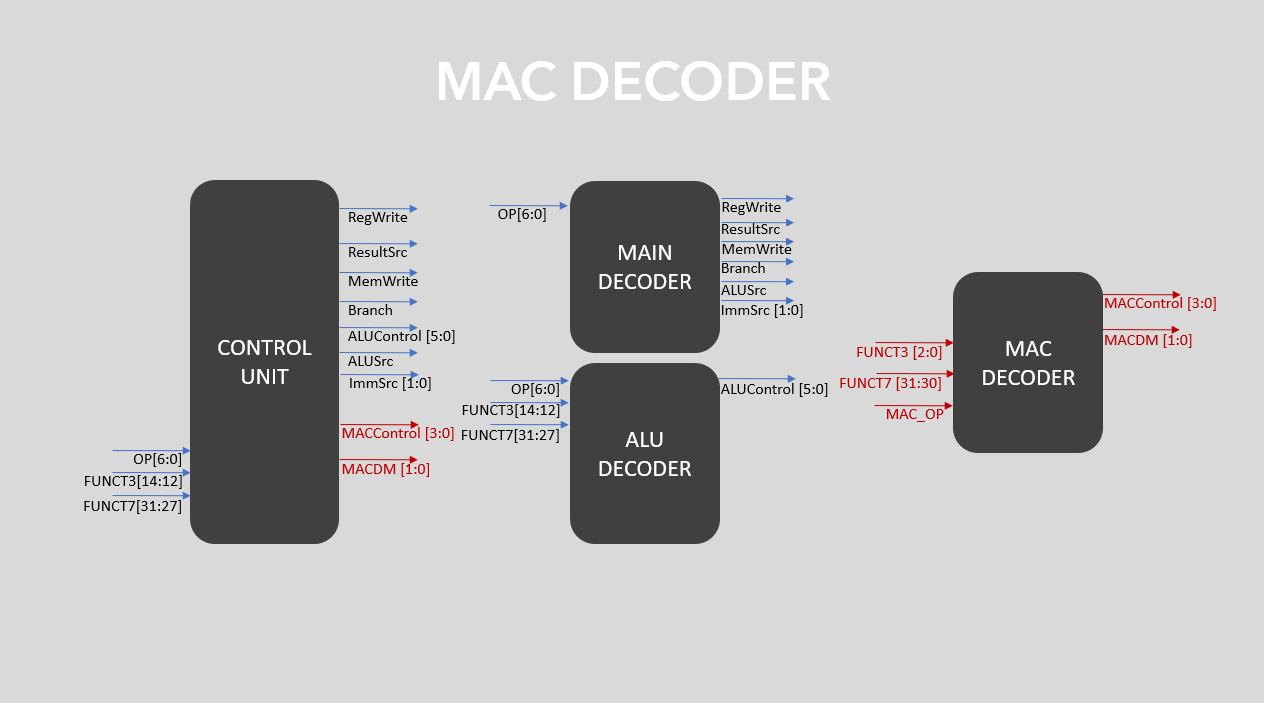 MAC DECODER
CONTROL
UNIT
RegWrite
ResultSrc
MemWrite
Branch
ALUControl [5:0]
ALUSrc
ImmSrc [1:0]
MACControl [3:0]
MACDM [1:0]
OP[6:0]
FUNCT3[14:12]
FUNCT7[31:27]
OP[6:0]
MAIN
DECODER
RegWrite
ResultSrc
MemWrite
Branch
ALUSrc
ImmSrc [1:0]
OP[6:0]
FUNCT3[14:12]
FUNCT7[31:27]
ALU
DECODER
ALUControl [5:0]
FUNCT3 [2:0]
FUNCT7 [31:30]
MAC_OP
MAC
DECODER
MACControl [3:0]
MACDM [1:0]